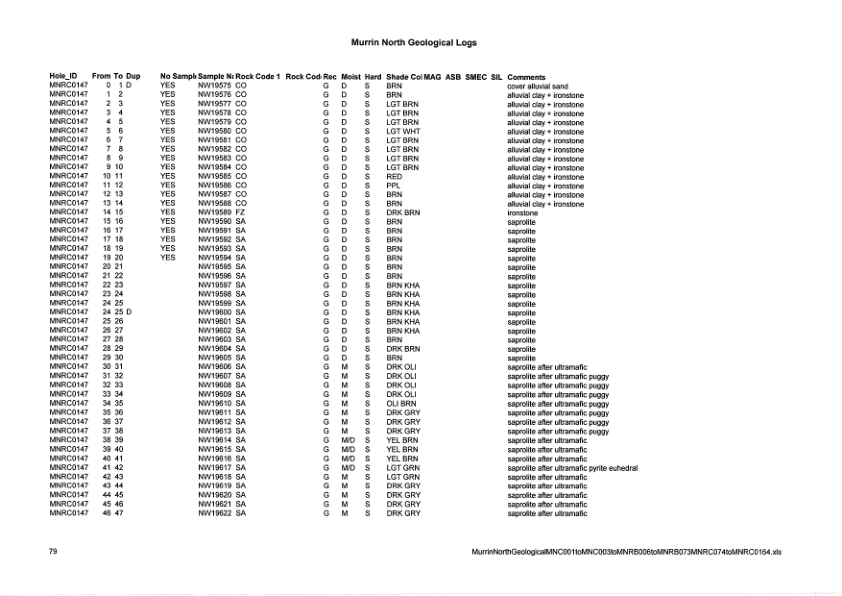 Murrin North Geological Logs
Hole_ID From To Dup No Sampl Sample N Rock Code 1 Rock Cod Rec Moist Hard Shade Col MAG ASB SMEC SIL Comments
MNRC0147 0 1 D YES NW19575 CO G D S BRN cover alluvial sand
MNRC0147 1 2 YES NW19576 CO G D S BRN alluvial clay + ironstone
MNRC0147 2 3 YES NW19577 CO G D S LGT BRN alluvial clay + ironstone
MNRC0147 3 4 YES NW19578 CO G D S LGT BRN alluvial clay + ironstone
MNRC0147 4 5 YES NW19579 CO G D S LGT BRN alluvial clay + ironstone
MNRC0147 5 6 YES NW19580 CO G D S LGT WHT alluvial clay + ironstone
MNRC0147 6 7 YES NW19581 CO G D S LGT BRN alluvial clay + ironstone
MNRC0147 7 8 YES NW19582 CO G D S LGT BRN alluvial clay + ironstone
MNRC0147 8 9 YES NW19583 CO G D S LGT BRN alluvial clay + ironstone
MNRC0147 9 10 YES NW19584 CO G D S LGT BRN alluvial clay + ironstone
MNRC0147 10 11 YES NW19585 CO G D S RED alluvial clay + ironstone
MNRC0147 11 12 YES NW19586 CO G D S PPL alluvial clay + ironstone
MNRC0147 12 13 YES NW19587 CO G D S BRN alluvial clay + ironstone
MNRC0147 13 14 YES NW19588 CO G D S BRN alluvial clay + ironstone
MNRC0147 14 15 YES NW19589 FZ G D S DRK BRN ironstone
MNRC0147 15 16 YES NW19590 SA G D S BRN saprolite
MNRC0147 16 17 YES NW19591 SA G D S BRN saprolite
MNRC0147 17 18 YES NW19592 SA G D S BRN saprolite
MNRC0147 18 19 YES NW19593 SA G D S BRN saprolite
MNRC0147 19 20 YES NW19594 SA G D S BRN saprolite
MNRC0147 20 21 NW19595 SA G D S BRN saprolite
MNRC0147 21 22 NW19596 SA G D S BRN saprolite
MNRC0147 22 23 NW19597 SA G D S BRN KHA saprolite
MNRC0147 23 24 NW19598 SA G D S BRN KHA saprolite
MNRC0147 24 25 NW19599 SA G D S BRN KHA saprolite
MNRC0147 24 25 D NW19600 SA G D S BRN KHA saprolite
MNRC0147 25 26 NW19601 SA G D S BRN KHA saprolite
MNRC0147 26 27 NW19602 SA G D S BRN KHA saprolite
MNRC0147 27 28 NW19603 SA G D S BRN saprolite
MNRC0147 28 29 NW19604 SA G D S DRK BRN saprolite
MNRC0147 29 30 NW19605 SA G D S BRN saprolite
MNRC0147 30 31 NW19606 SA G M S DRK OLI saprolite after ultramafic
MNRC0147 31 32 NW19607 SA G M S DRK OLI saprolite after ultramafic puggy
MNRC0147 32 33 NW19608 SA G M S DRK OLI saprolite after ultramafic puggy
MNRC0147 33 34 NW19609 SA G M S DRK OLI saprolite after ultramafic puggy
MNRC0147 34 35 NW19610 SA G M S OLI BRN saprolite after ultramafic puggy
MNRC0147 35 36 NW19611 SA G M S DRK GRY saprolite after ultramafic puggy
MNRC0147 36 37 NW19612 SA G M S DRK GRY saprolite after ultramafic puggy
MNRC0147 37 38 NW19613 SA G M S DRK GRY saprolite after ultramafic puggy
MNRC0147 38 39 NW19614 SA G M/D S YEL BRN saprolite after ultramafic
MNRC0147 39 40 NW19615 SA G M/D S YEL BRN saprolite after ultramafic
MNRC0147 40 41 NW19616 SA G M/D S YEL BRN saprolite after ultramafic
MNRC0147 41 42 NW19617 SA G M/D S LGT GRN saprolite after ultramafic pyrite euhedral
MNRC0147 42 43 NW19618 SA G M S LGT GRN saprolite after ultramafic
MNRC0147 43 44 NW19619 SA G M S DRK GRY saprolite after ultramafic
MNRC0147 44 45 NW19620 SA G M S DRK GRY saprolite after ultramafic
MNRC0147 45 46 NW19621 SA G M S DRK GRY saprolite after ultramafic
MNRC0147 46 47 NW19622 SA G M S DRK GRY saprolite after ultramafic
79 MurrinNorthGeologicalMNC001toMNC003toMNRB006toMNRB073MNRC074toMNRC0164.xls